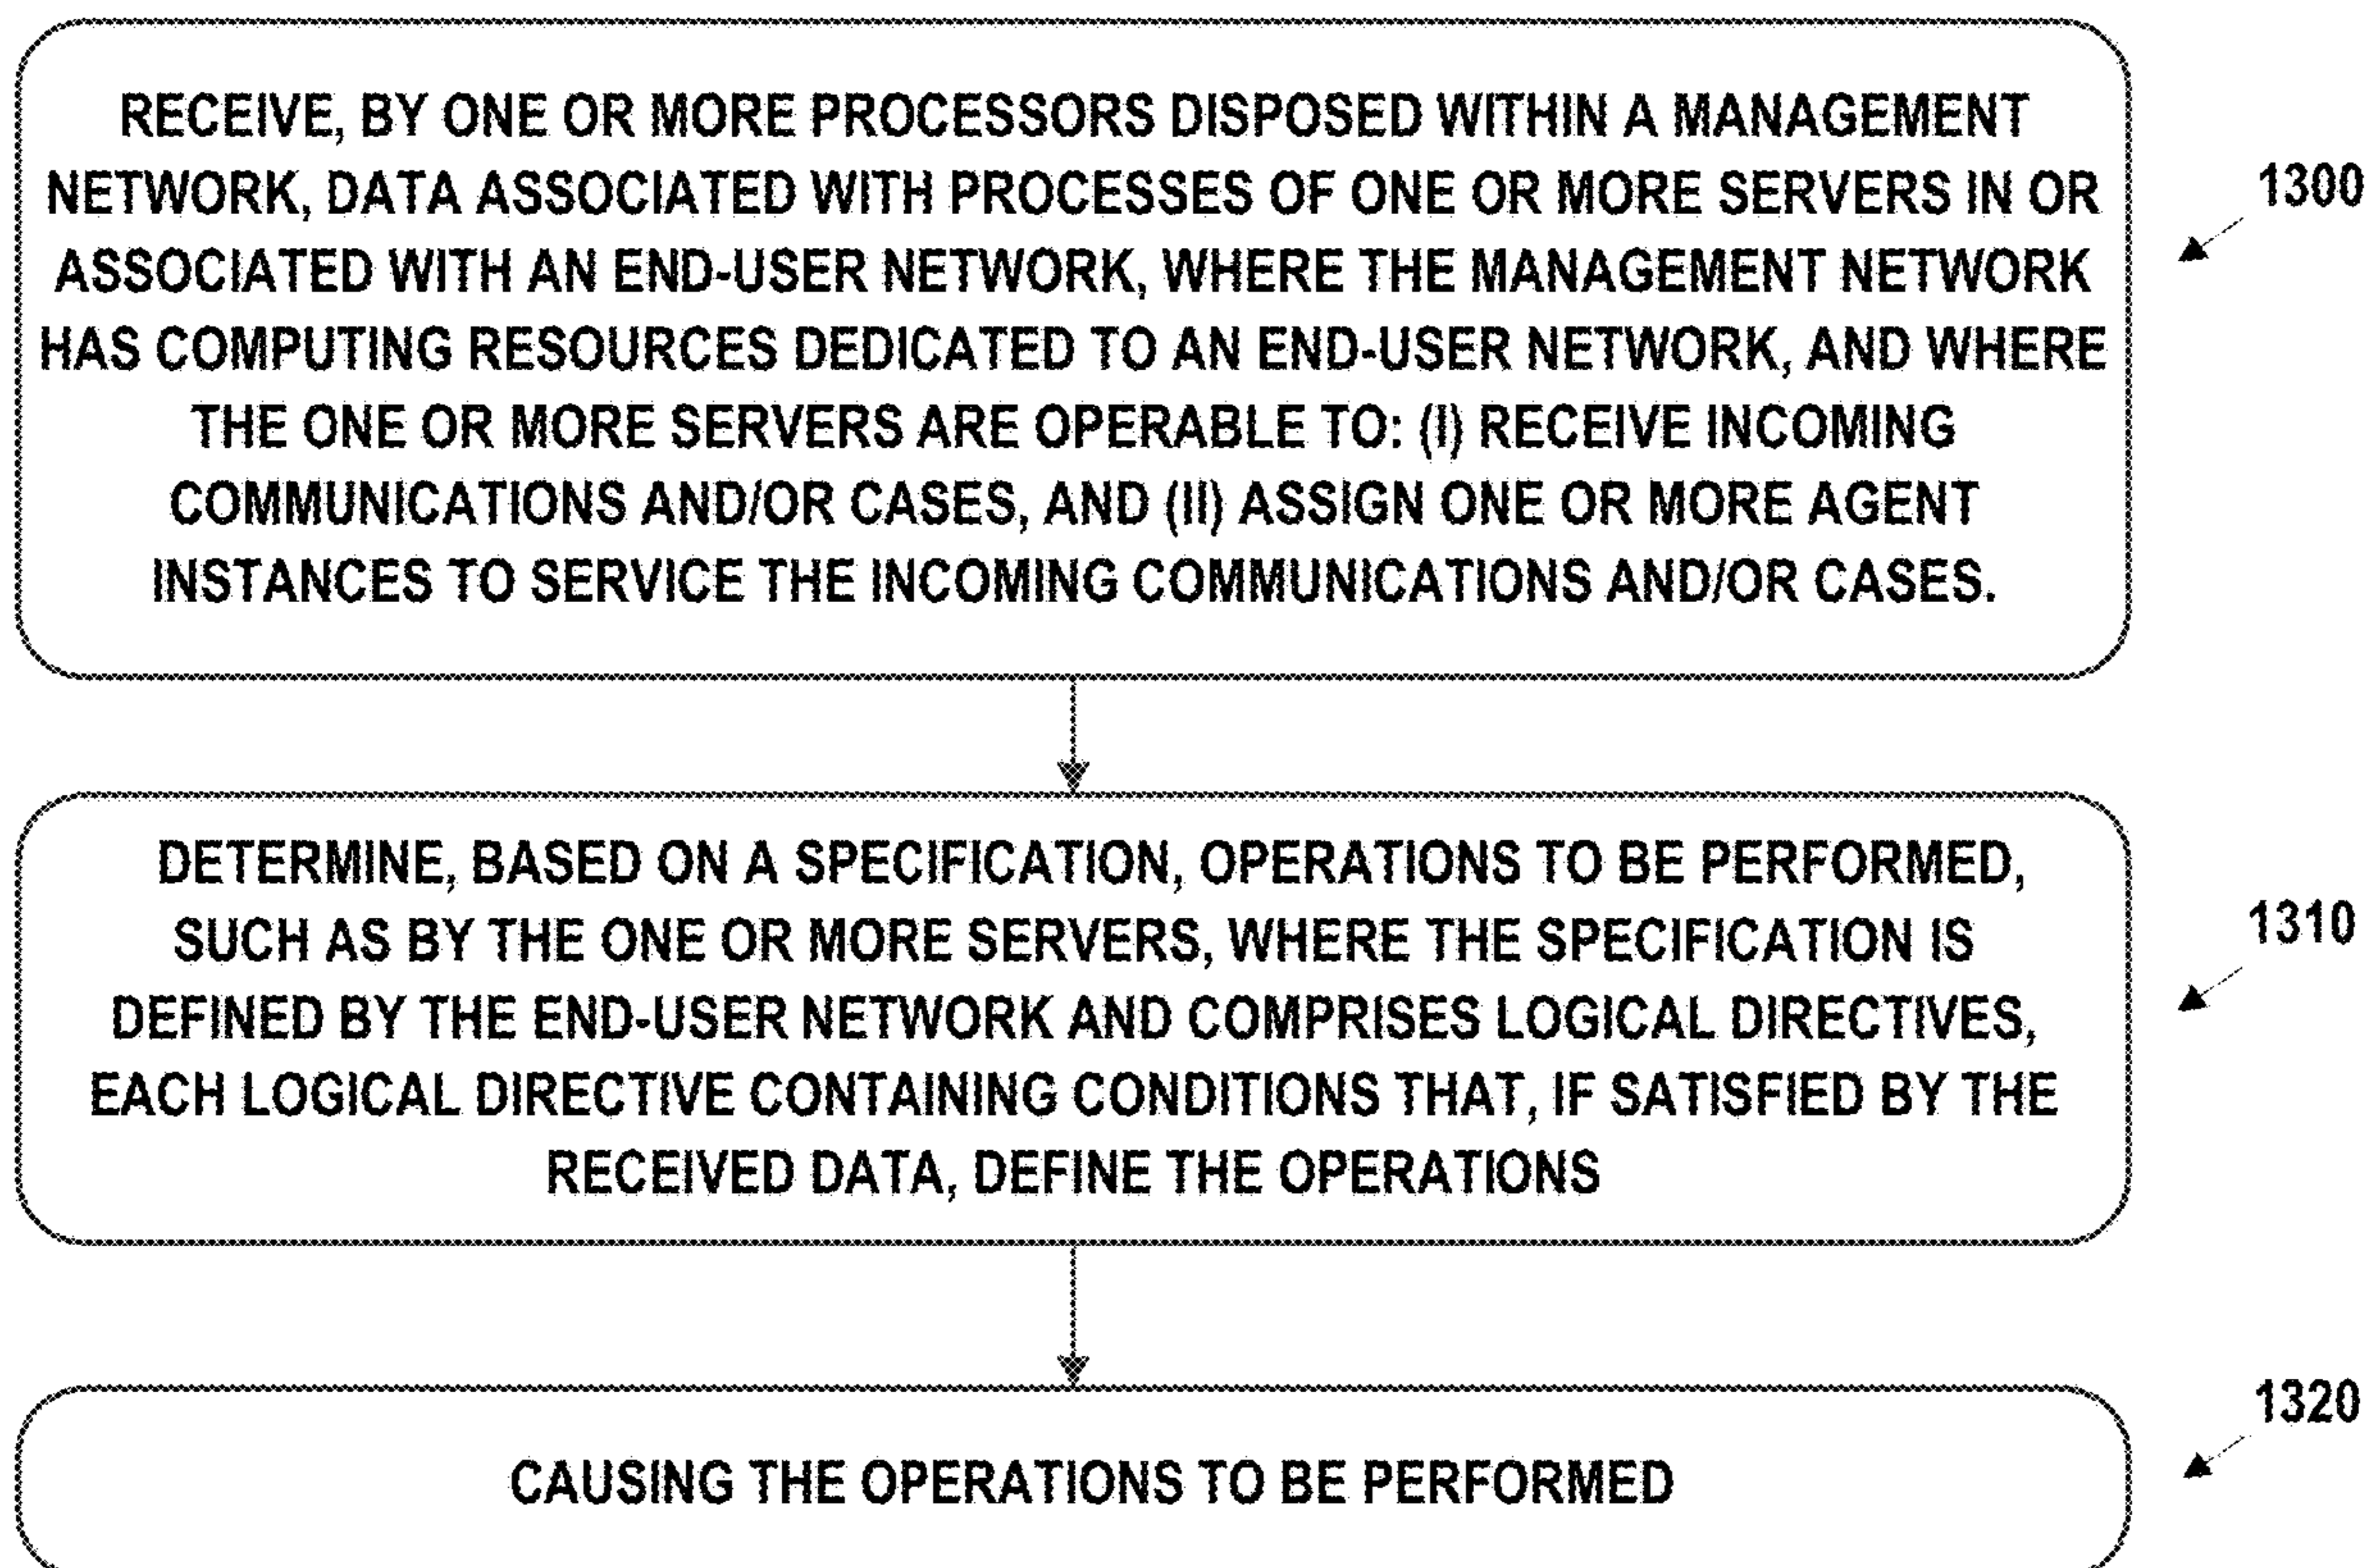 RECEIVE, BY ONE OR MORE PROCESSORS DISPOSED WITHIN A MANAGEMENT
NETWORK, DATA ASSOCIATED WITH PROCESSES OF ONE OR MORE SERVERS IN OR
ASSOCIATED WITH AN END-USER NETWORK, WHERE THE MANAGEMENT NETWORK
HAS COMPUTING RESOURCES DEDICATED TO AN END-USER NETWORK, AND WHERE
THE ONE OR MORE SERVERS ARE OPERABLE TO: (I) RECEIVE INCOMING
COMMUNICATIONS AND/OR CASES, AND (II) ASSIGN ONE OR MORE AGENT
INSTANCES TO SERVICE THE INCOMING COMMUNICATIONS AND/OR CASES.
1300
DETERMINE, BASED ON A SPECIFICATION, OPERATIONS TO BE PERFORMED,
SUCH AS BY THE ONE OR MORE SERVERS, WHERE THE SPECIFICATION IS
DEFINED BY THE END-USER NETWORK AND COMPRISES LOGICAL DIRECTIVES,
EACH LOGICAL DIRECTIVE CONTAINING CONDITIONS THAT, IF SATISFIED BY THE
RECEIVED DATA, DEFINE THE OPERATIONS
1310
CAUSING THE OPERATIONS TO BE PERFORMED
1320